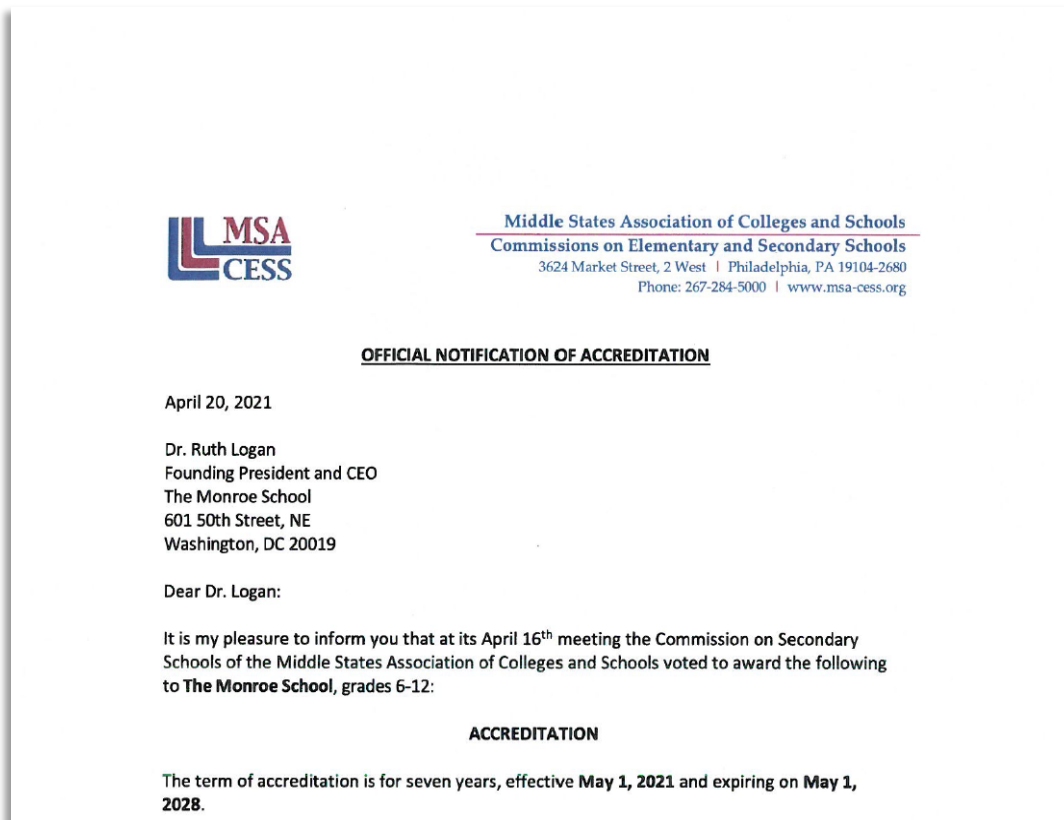 MSA
CESS
Middle States Association of Colleges and Schools
Commissions on Elementary and Secondary Schools
3624 Market Street, 2 West | Philadelphia, PA 19104-2680
Phone: 267-284-5000 | www.msa-cess.org
OFFICIAL NOTIFICATION OF ACCREDITATION
April 20, 2021
Dr. Ruth Logan
Founding President and CEO
The Monroe School
601 50th Street, NE
Washington, DC 20019
Dear Dr. Logan:
It is my pleasure to inform you that at its April 16th meeting the Commission on Secondary
Schools of the Middle States Association of Colleges and Schools voted to award the following
to The Monroe School, grades 6-12:
ACCREDITATION
The term of accreditation is for seven years, effective May 1, 2021 and expiring on May 1,
2028.